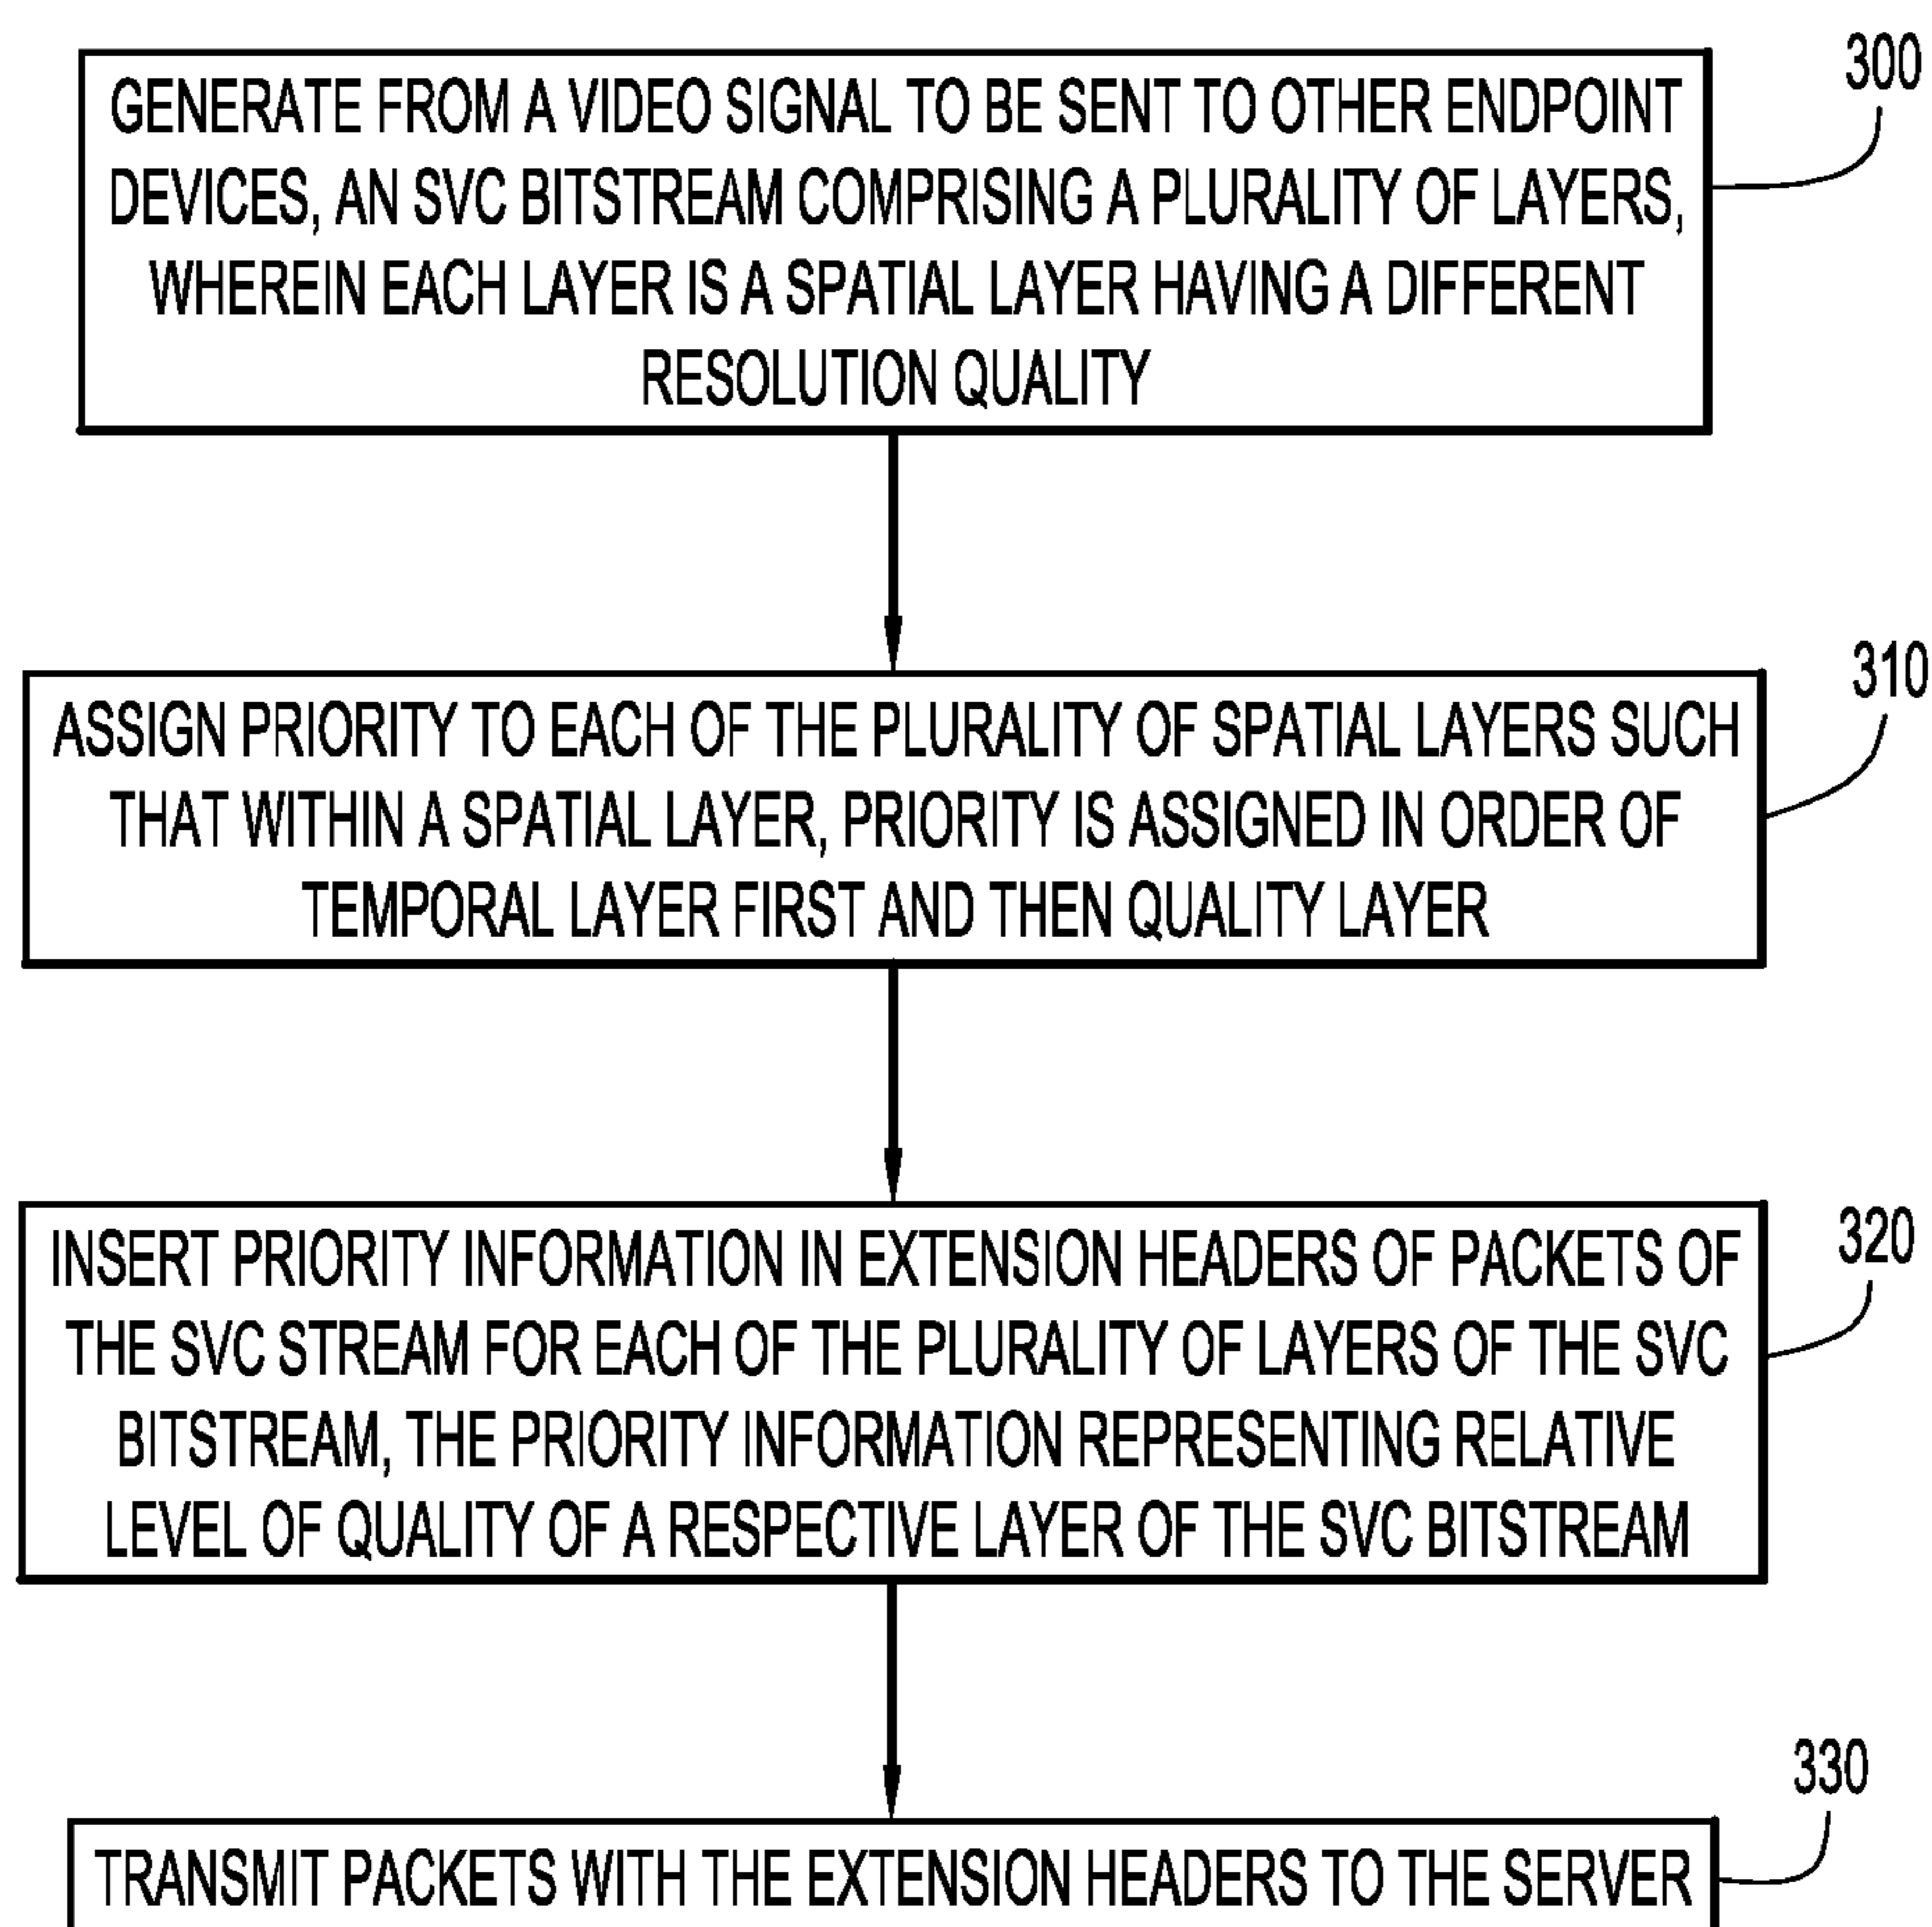 300
GENERATE FROM A VIDEO SIGNAL TO BE SENT TO OTHER ENDPOINT
DEVICES, AN SVC BITSTREAM COMPRISING A PLURALITY OF LAYERS,
WHEREIN EACH LAYER IS A SPATIAL LAYER HAVING A DIFFERENT
RESOLUTION QUALITY
310
ASSIGN PRIORITY TO EACH OF THE PLURALITY OF SPATIAL LAYERS SUCH
THAT WITHIN A SPATIAL LAYER, PRIORITY IS ASSIGNED IN ORDER OF
TEMPORAL LAYER FIRST AND THEN QUALITY LAYER
320
INSERT PRIORITY INFORMATION IN EXTENSION HEADERS OF PACKETS OF
THE SVC STREAM FOR EACH OF THE PLURALITY OF LAYERS OF THE SVC
BITSTREAM, THE PRIORITY INFORMATION REPRESENTING RELATIVE
LEVEL OF QUALITY OF A RESPECTIVE LAYER OF THE SVC BITSTREAM
330
TRANSMIT PACKETS WITH THE EXTENSION HEADERS TO THE SERVER